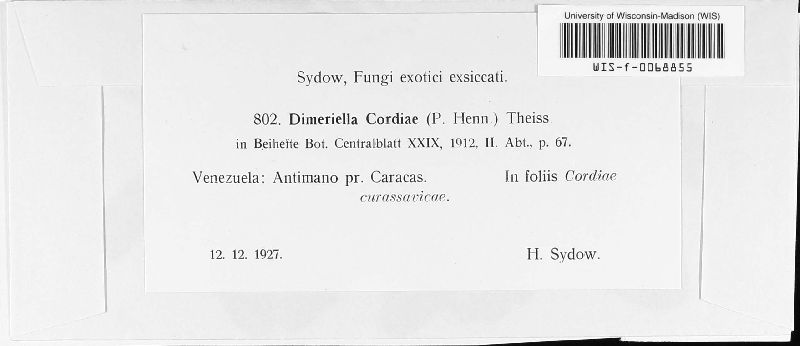 University of Wisconsin-Madison (WIS)
WIS-f-0068855
Sydow, Fungi exotici exsiccati.
802. Dimeriella Cordiae (P. Henn.) Theiss
in Beihefte Bot. Centralblatt XXIX, 1912, II. Abt., p. 67.
Venezuela: Antimano pr. Caracas. In foliis Cordiae
curassavicae.
12. 12. 1927. H. Sydow.